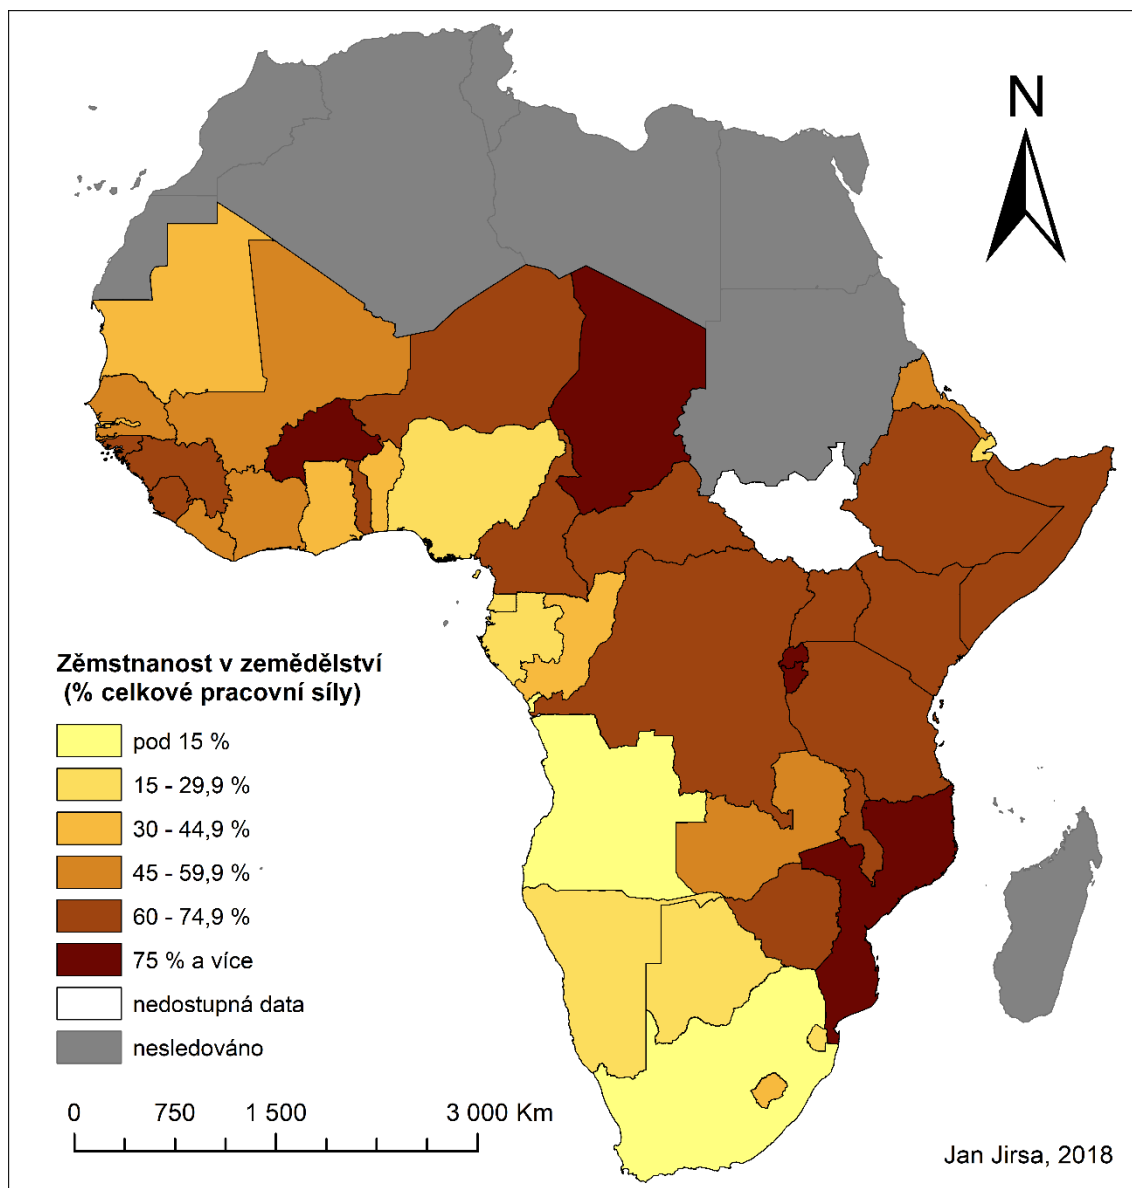 N
Zěmstnanost v zemědělství
(% celkové pracovní síly)
pod 15 %
15 - 29,9 %
30 - 44,9 %
45 - 59,9 %
60 - 74,9 %
75 % a více
nedostupná data
nesledováno
0 750 1 500 3 000 Km
Jan Jirsa, 2018